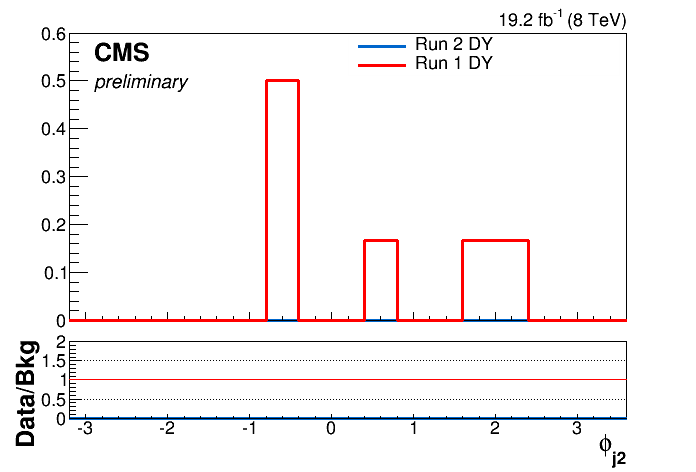 19.2 fb-1 (8 TeV)
CMS
preliminary
Run 2 DY
Run 1 DY
0.6
0.5
0.4
0.3
0.2
0.1
0
Data/Bkg
2
1.5
1
0.5
0
-3 -2 -1 0 1 2 3
ϕj2